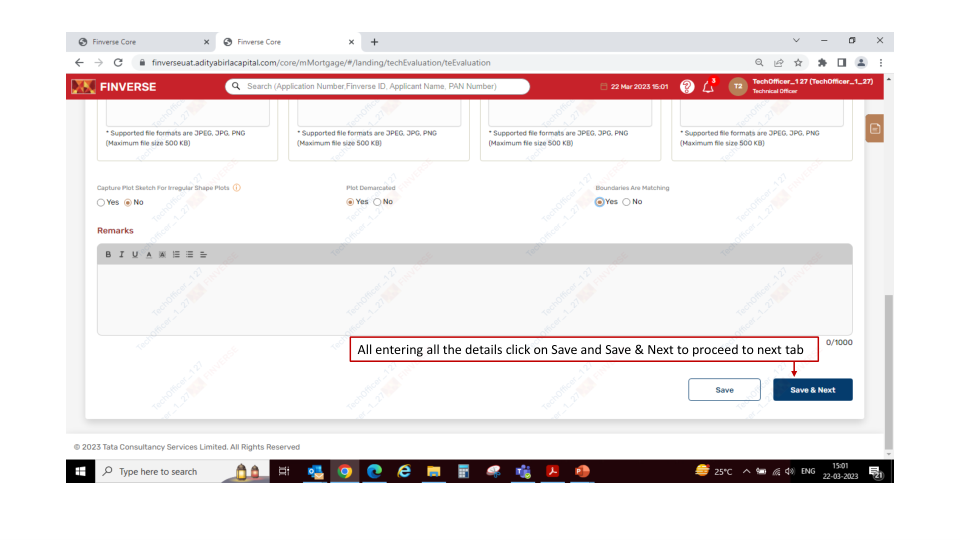 Finverse Core
Finverse Core
finverseuat.adityabirlacapital.com/core/mMortgage/#/landing/techEvaluation/teEvaluation
FINVERSE
Search (Application Number,Finverse ID, Applicant Name, PAN Number)
22 Mar 2023 15:01
3
T2
TechOfficer_127 (TechOfficer_1_27)
Technical Officer
* Supported file formats are JPEG, JPG, PNG
(Maximum file size 500 KB)
* Supported file formats are JPEG, JPG, PNG
(Maximum file size 500 KB)
* Supported file formats are JPEG, JPG, PNG
(Maximum file size 500 KB)
* Supported file formats are JPEG, JPG, PNG
(Maximum file size 500 KB)
Capture Plot Sketch For Irregular Shape Plots
Yes No
Plot Demarcated
Yes No
Boundaries Are Matching
Yes No
Remarks
B I U A A
0/1000
All entering all the details click on Save and Save & Next to proceed to next tab
Save
Save & Next
© 2023 Tata Consultancy Services Limited. All Rights Reserved
Type here to search
25°C
ENG
15:01
22-03-2023
21